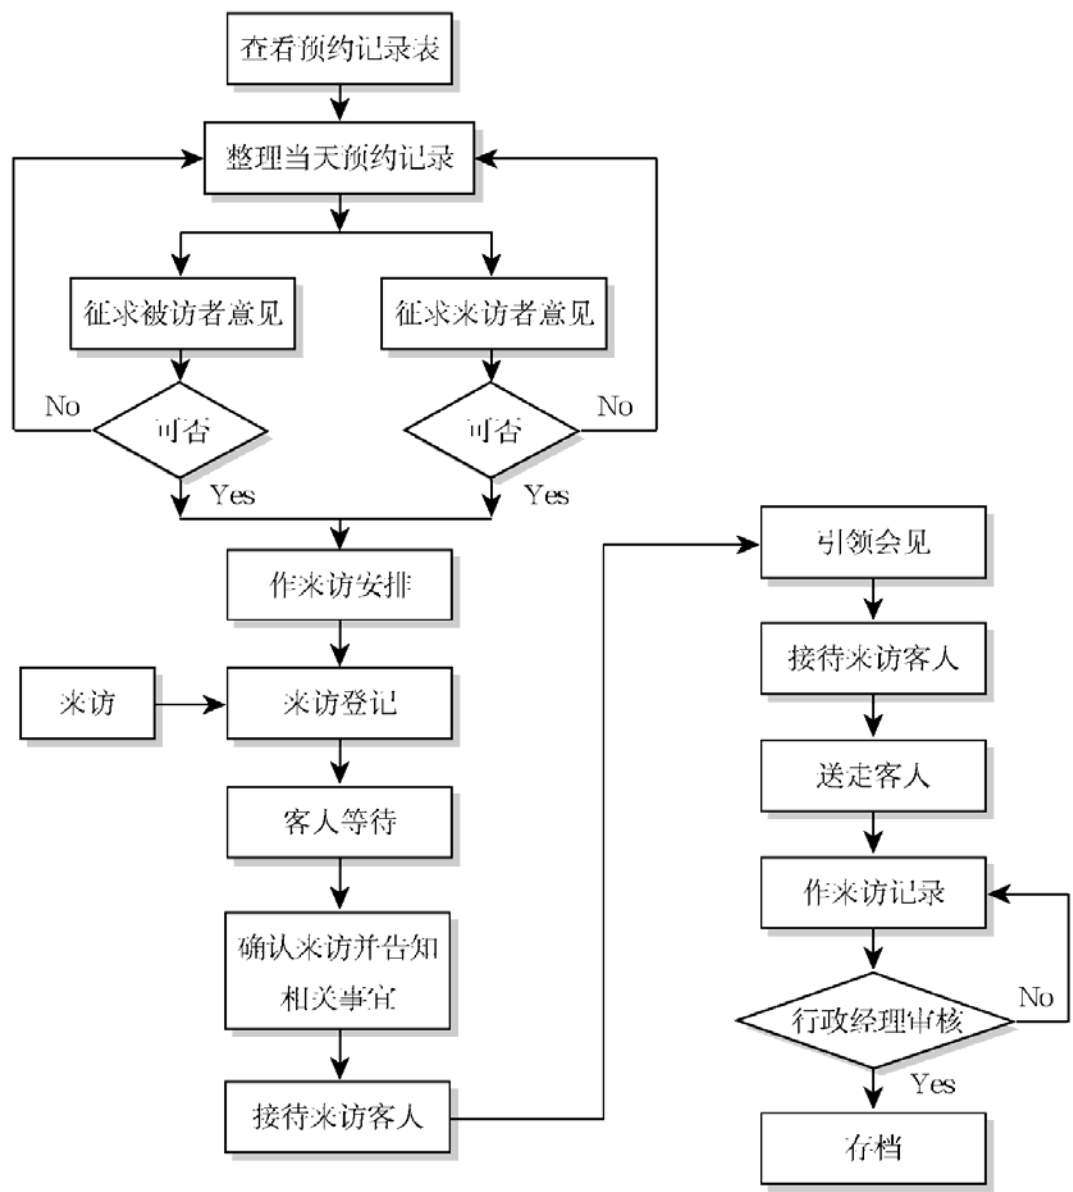 查看预约记录表
整理当天预约记录
征求被访者意见
征求来访者意见
No
可否
可否
No
Yes
Yes
作来访安排
来访
来访登记
客人等待
确认来访并告知
相关事宜
接待来访客人
引领会见
接待来访客人
送走客人
作来访记录
行政经理审核
No
Yes
存档